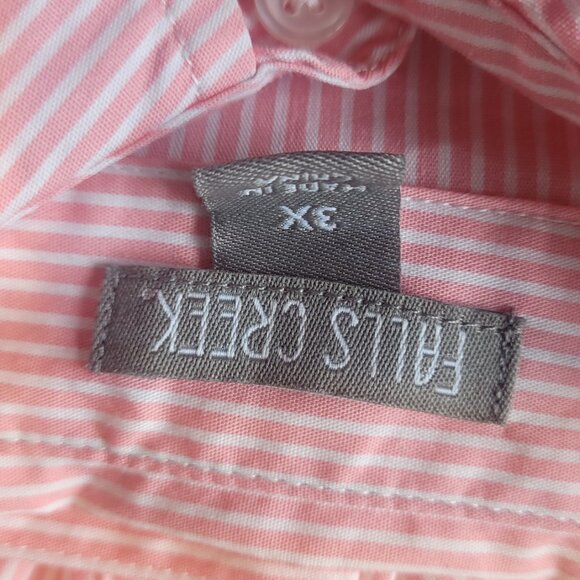 FALLS CREEK
3X
MADE IN
CHINA